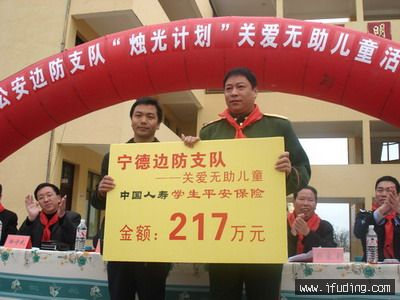 公安边防支队“烛光计划”关爱无助儿童活
明
宁德边防支队
——关爱无助儿童
中国人寿 学生平安保险
金额：217万元
www.jfuding.com